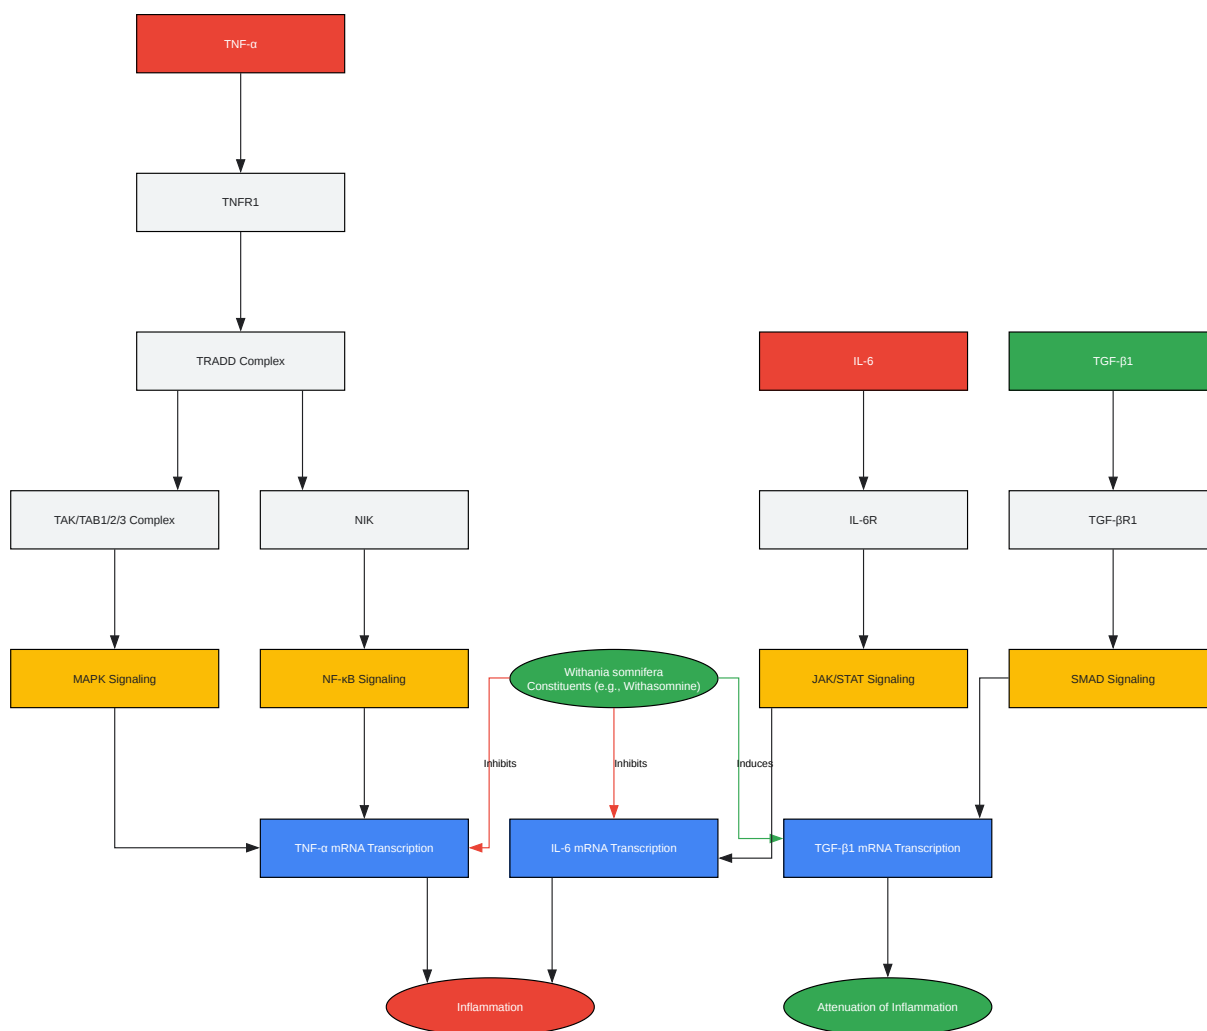 TNF-α
TNFR1
TRADD Complex
IL-6
TGF-β1
TAK/TAB1/2/3 Complex
NIK
IL-6R
TGF-βR1
MAPK Signaling
NF-κB Signaling
Withania somnifera
Constituents (e.g., Withasomnine)
JAK/STAT Signaling
SMAD Signaling
Inhibits
Inhibits
Induces
TNF-α mRNA Transcription
IL-6 mRNA Transcription
TGF-β1 mRNA Transcription
Inflammation
Attenuation of Inflammation